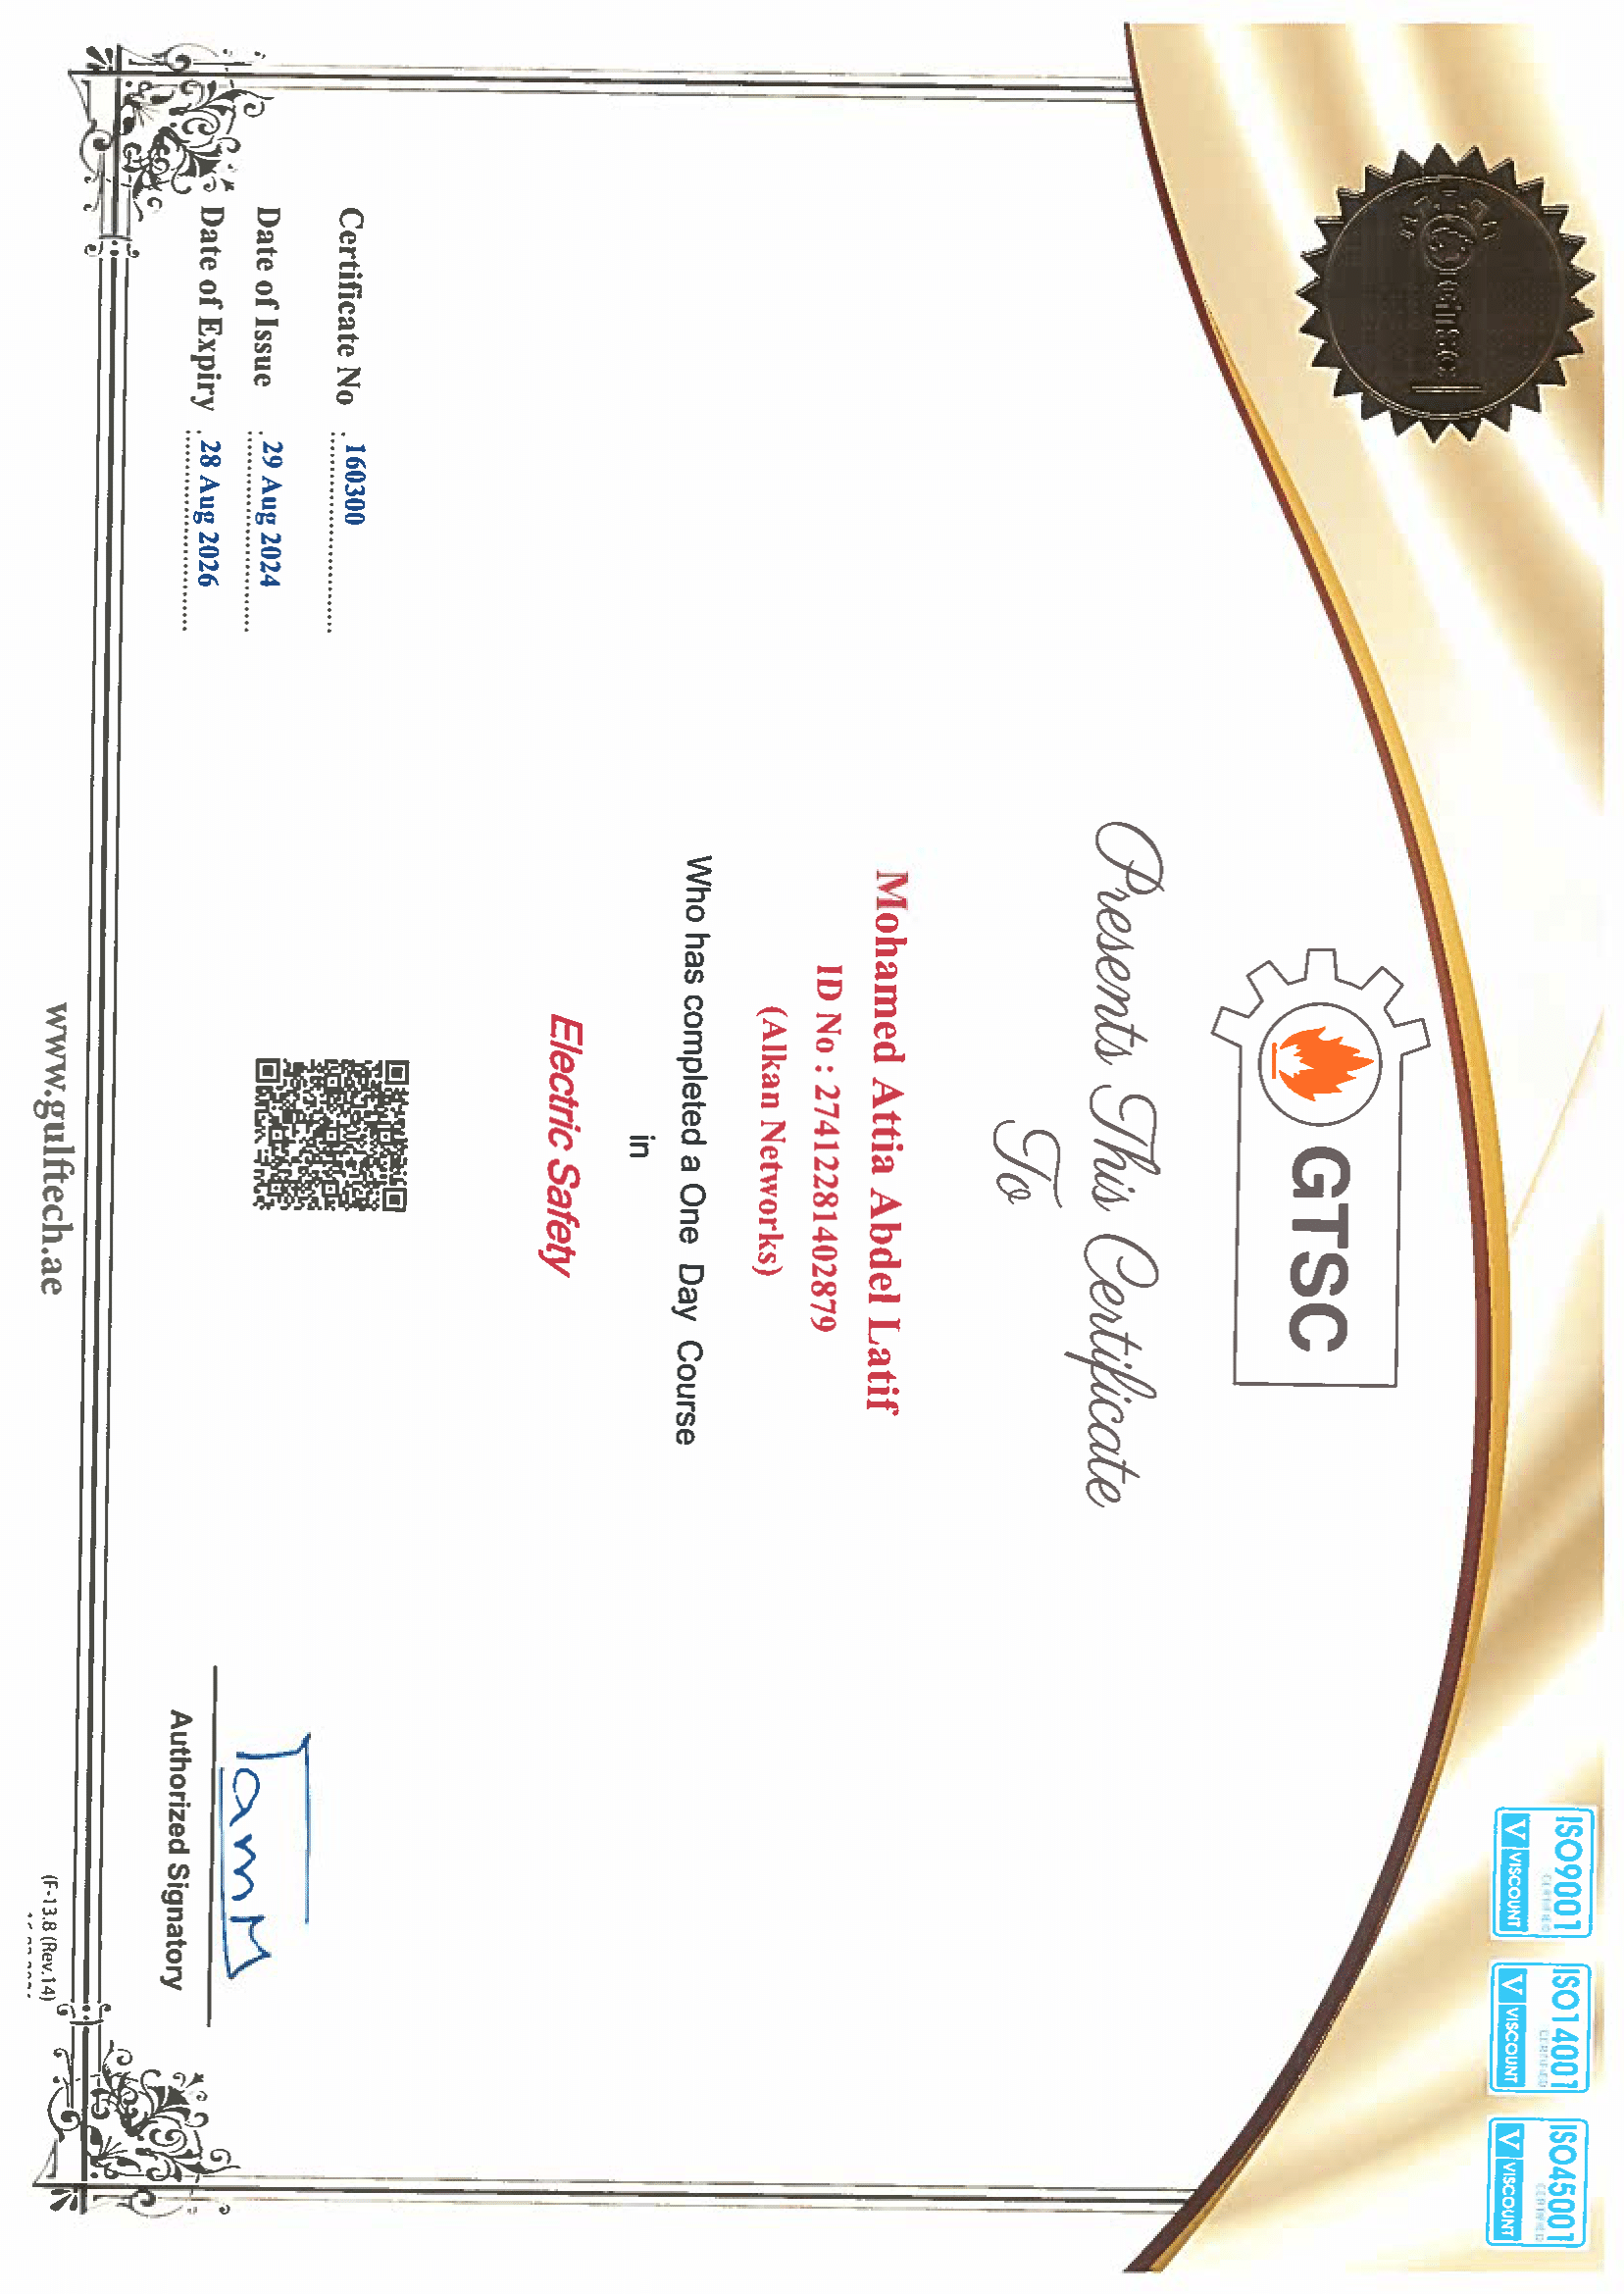 ISO9001
CERTIFIED
V VISCOUNT
ISO14001
CERTIFIED
V VISCOUNT
ISO45001
CERTIFIED
V VISCOUNT
GTSC
Presents This Certificate
To
Mohamed Attia Abdel Latif
ID No : 27412281402879
(Alkan Networks)
Who has completed a One Day Course
in
Electric Safety
Certificate No : 160300
Date of Issue : 29 Aug 2024
Date of Expiry : 28 Aug 2026
Authorized Signatory
www.gulftech.ae
(F-13.8 (Rev.14)